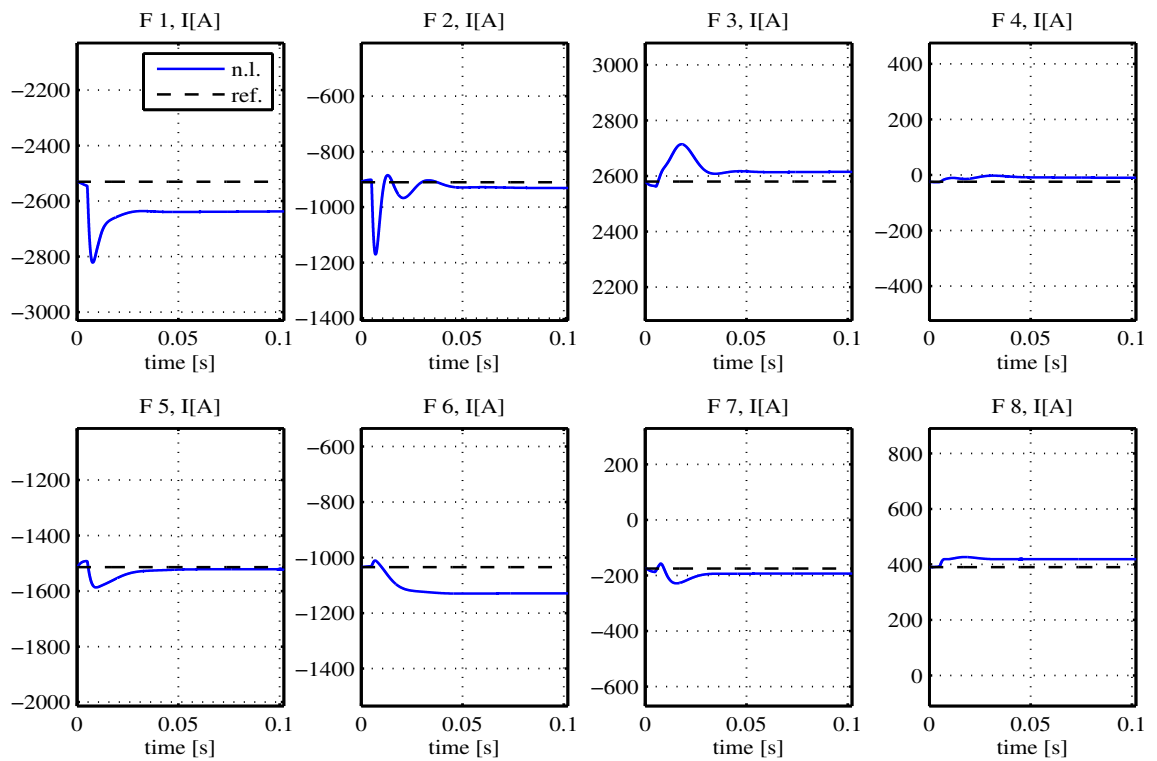 F 1, I[A]
−2200
−2400
−2600
−2800
−3000
0 0.05 0.1
time [s]
n.l.
ref.
F 2, I[A]
−600
−800
−1000
−1200
−1400
0 0.05 0.1
time [s]
F 3, I[A]
3000
2800
2600
2400
2200
0 0.05 0.1
time [s]
F 4, I[A]
400
200
0
−200
−400
0 0.05 0.1
time [s]
F 5, I[A]
−1200
−1400
−1600
−1800
−2000
0 0.05 0.1
time [s]
F 6, I[A]
−600
−800
−1000
−1200
−1400
0 0.05 0.1
time [s]
F 7, I[A]
200
0
−200
−400
−600
0 0.05 0.1
time [s]
F 8, I[A]
800
600
400
200
0
0 0.05 0.1
time [s]